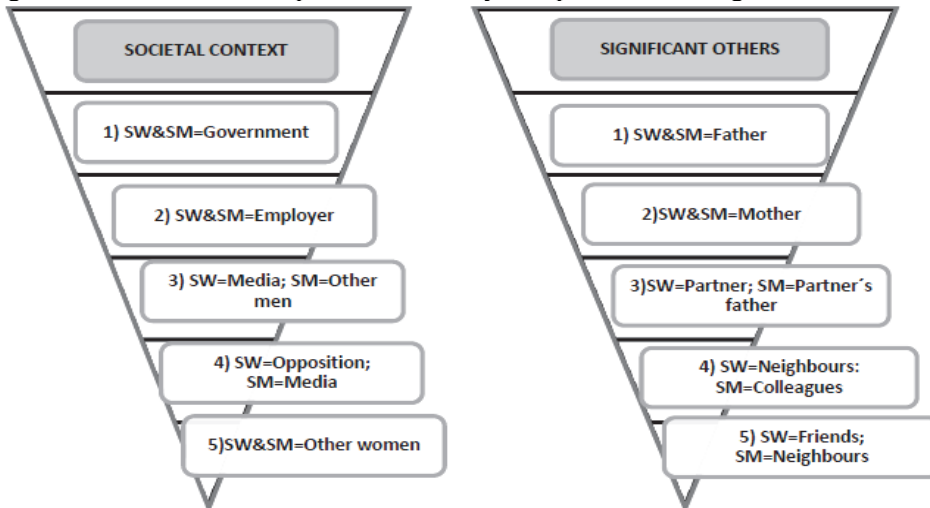 SOCIETAL CONTEXT
1) SW&SM=Government
2) SW&SM=Employer
3) SW=Media; SM=Other
men
4) SW=Opposition;
SM=Media
5)SW&SM=Other women
SIGNIFICANT OTHERS
1) SW&SM=Father
2)SW&SM=Mother
3)SW=Partner; SM=Partner´s
father
4) SW=Neighbours:
SM=Colleagues
5) SW=Friends;
SM=Neighbours